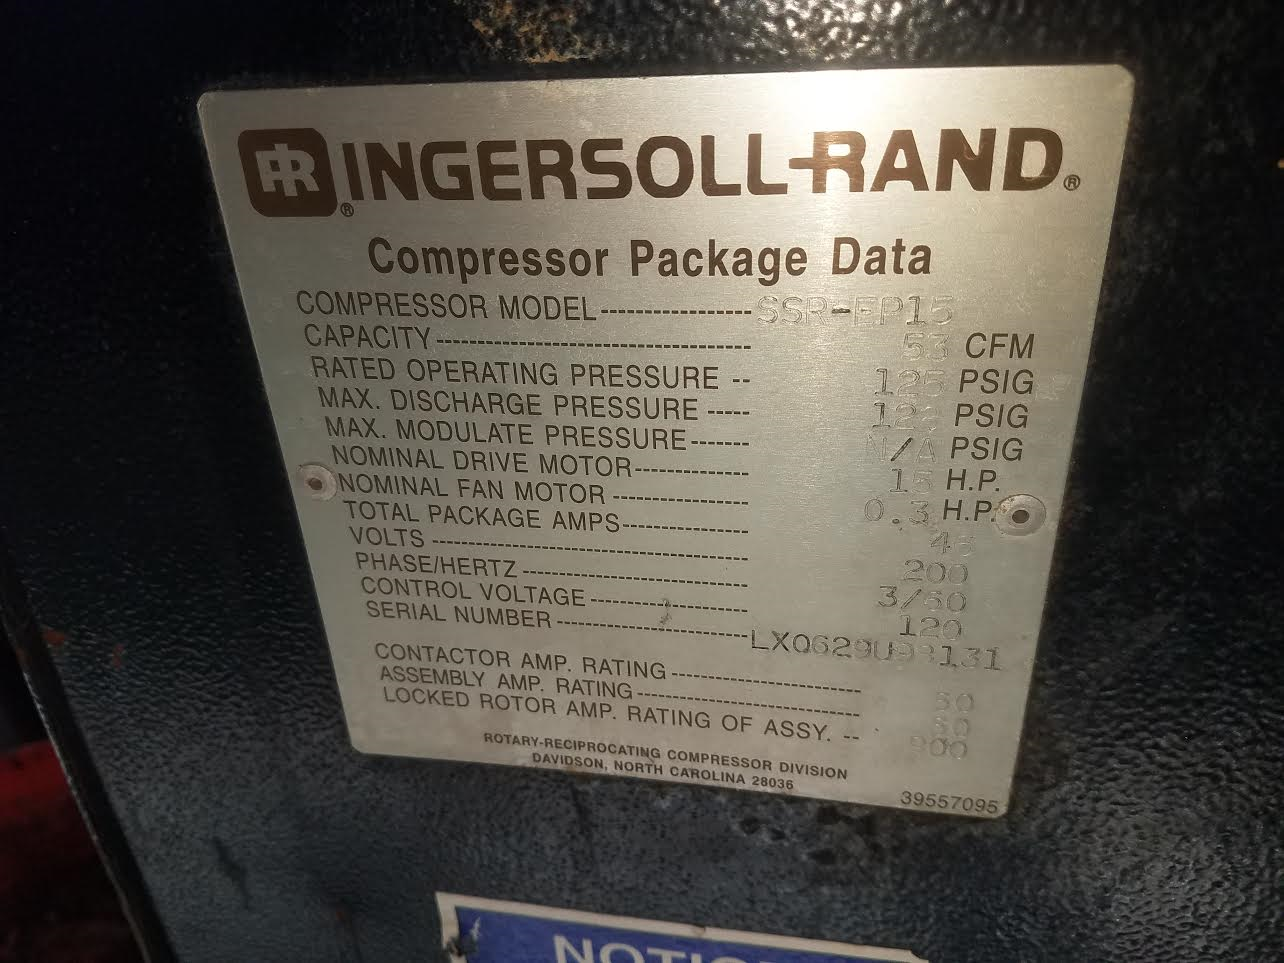 IR® INGERSOLL-RAND®
Compressor Package Data
COMPRESSOR MODEL----------------- SSR-EP15
CAPACITY-------------------------------------- 53 CFM
RATED OPERATING PRESSURE -- 125 PSIG
MAX. DISCHARGE PRESSURE ----- PSIG
MAX. MODULATE PRESSURE------- N/A PSIG
NOMINAL DRIVE MOTOR-------------- 15 H.P.
NOMINAL FAN MOTOR ----------------- 0.3 H.P.
TOTAL PACKAGE AMPS----------------
VOLTS ---------------------------------------- 200
PHASE/HERTZ---------------------------- 3/60
CONTROL VOLTAGE-------------------- 120
SERIAL NUMBER-------------------------
CONTACTOR AMP. RATING------------------------
ASSEMBLY AMP. RATING----------------------------
LOCKED ROTOR AMP. RATING OF ASSY. --
ROTARY-RECIPROCATING COMPRESSOR DIVISION
DAVIDSON, NORTH CAROLINA 28036
39557095